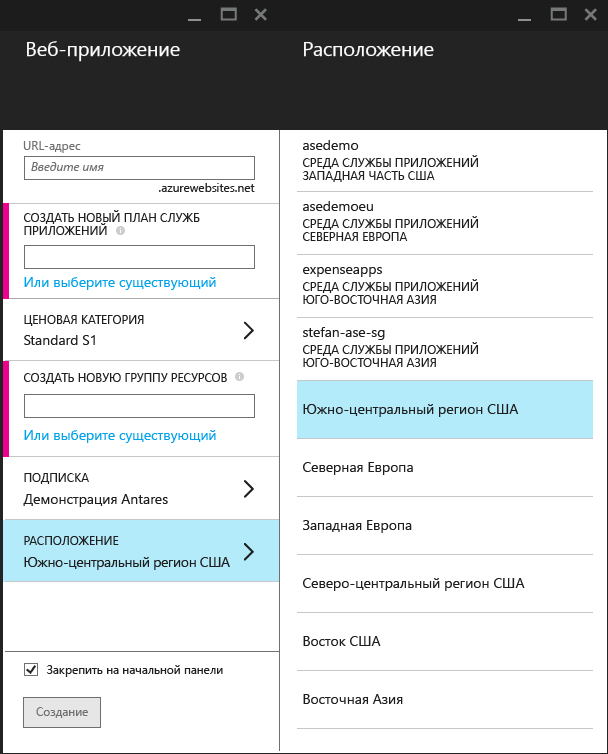 Веб-приложение
URL-адрес
Введите имя
.azurewebsites.net
СОЗДАТЬ НОВЫЙ ПЛАН СЛУЖБ
ПРИЛОЖЕНИЙ
Или выберите существующий
ЦЕНОВАЯ КАТЕГОРИЯ
Standard S1
СОЗДАТЬ НОВУЮ ГРУППУ РЕСУРСОВ
Или выберите существующий
ПОДПИСКА
Демонстрация Antares
РАСПОЛОЖЕНИЕ
Южно-центральный регион США
Закрепить на начальной панели
Создание
Расположение
asedemo
СРЕДА СЛУЖБЫ ПРИЛОЖЕНИЙ
ЗАПАДНАЯ ЧАСТЬ США
asedemoeu
СРЕДА СЛУЖБЫ ПРИЛОЖЕНИЙ
СЕВЕРНАЯ ЕВРОПА
expenseapps
СРЕДА СЛУЖБЫ ПРИЛОЖЕНИЙ
ЮГО-ВОСТОЧНАЯ АЗИЯ
stefan-ase-sg
СРЕДА СЛУЖБЫ ПРИЛОЖЕНИЙ
ЮГО-ВОСТОЧНАЯ АЗИЯ
Южно-центральный регион США
Северная Европа
Западная Европа
Северо-центральный регион США
Восток США
Восточная Азия